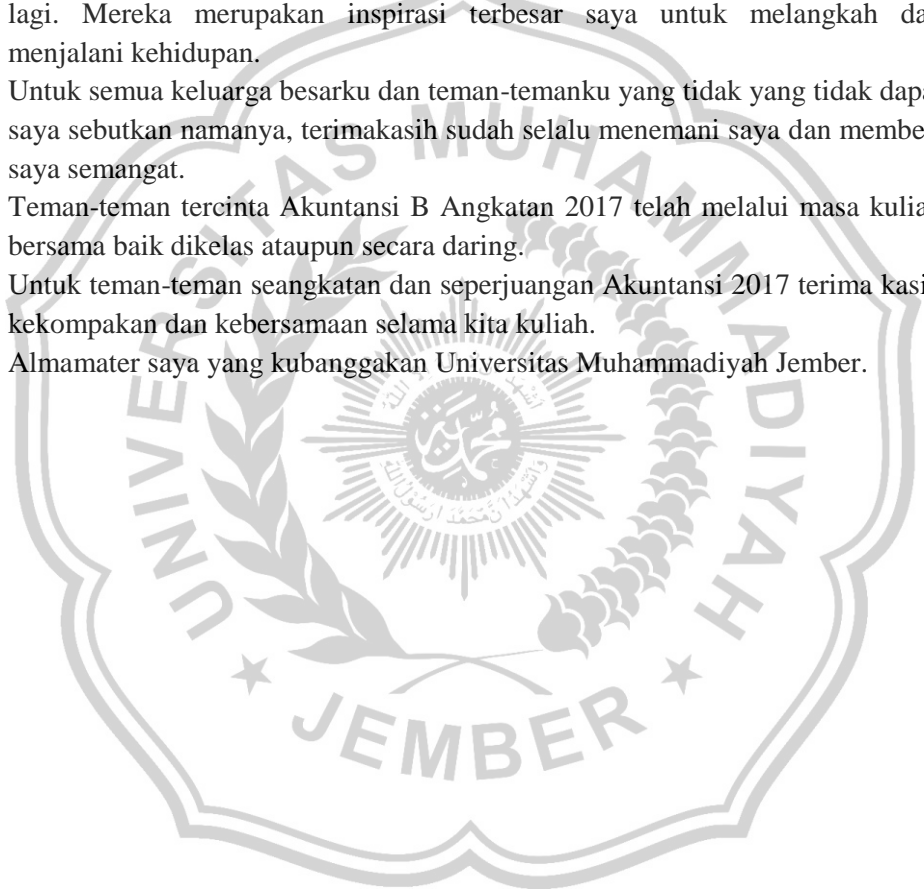 lagi. Mereka merupakan inspirasi terbesar saya untuk melangkah da
menjalani kehidupan.
Untuk semua keluarga besarku dan teman-temanku yang tidak yang tidak dapa
saya sebutkan namanya, terimakasih sudah selalu menemani saya dan member
saya semangat.
Teman-teman tercinta Akuntansi B Angkatan 2017 telah melalui masa kulia
bersama baik dikelas ataupun secara daring.
Untuk teman-teman seangkatan dan seperjuangan Akuntansi 2017 terima kasi
kekompakan dan kebersamaan selama kita kuliah.
Almamater saya yang kubanggakan Universitas Muhammadiyah Jember.
UNIVERSITAS MUHAMMADIYAH
JEMBER